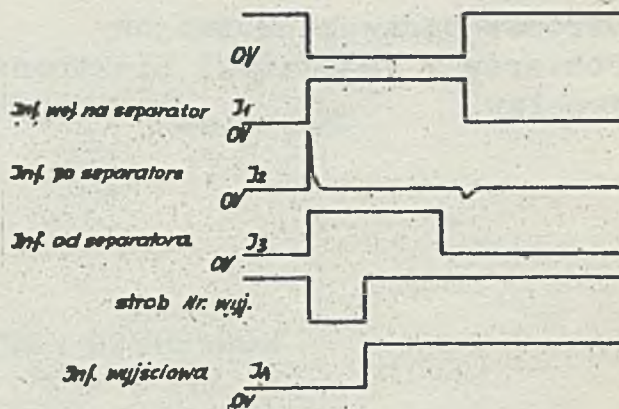 0V
Inf. wej. na separator J1
0V
Inf. po separatorze J2
0V
Inf. od separatora J3
0V
strob Nr. wyj.
Inf. wyjściowa J4
0V